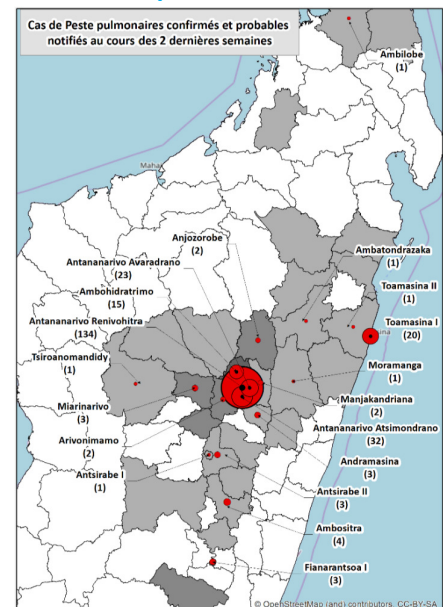 Cas de Peste pulmonaires confirmés et probables
notifiés au cours des 2 dernières semaines
Ambilobe
(1)
Mahaj
Anjozorobe
(2)
Antananarivo Avaradrano
(23)
Ambohidratrimo
(15)
Antananarivo Renivohitra
(134)
Tsiroanomandidy
(1)
Miarinarivo
(3)
Arivonimamo
(2)
Antsirabe I
(1)
Ambatondrazaka
(1)
Toamasina II
(1)
Toamasina I
(20)
ina
Moramanga
(1)
Manjakandriana
(2)
Antananarivo Atsimondrano
(32)
Andramasina
(3)
Antsirabe II
(3)
Ambositra
(4)
Fianarantsoa I
(3)
© OpenStreetMap (and) contributors, CC-BY-SA